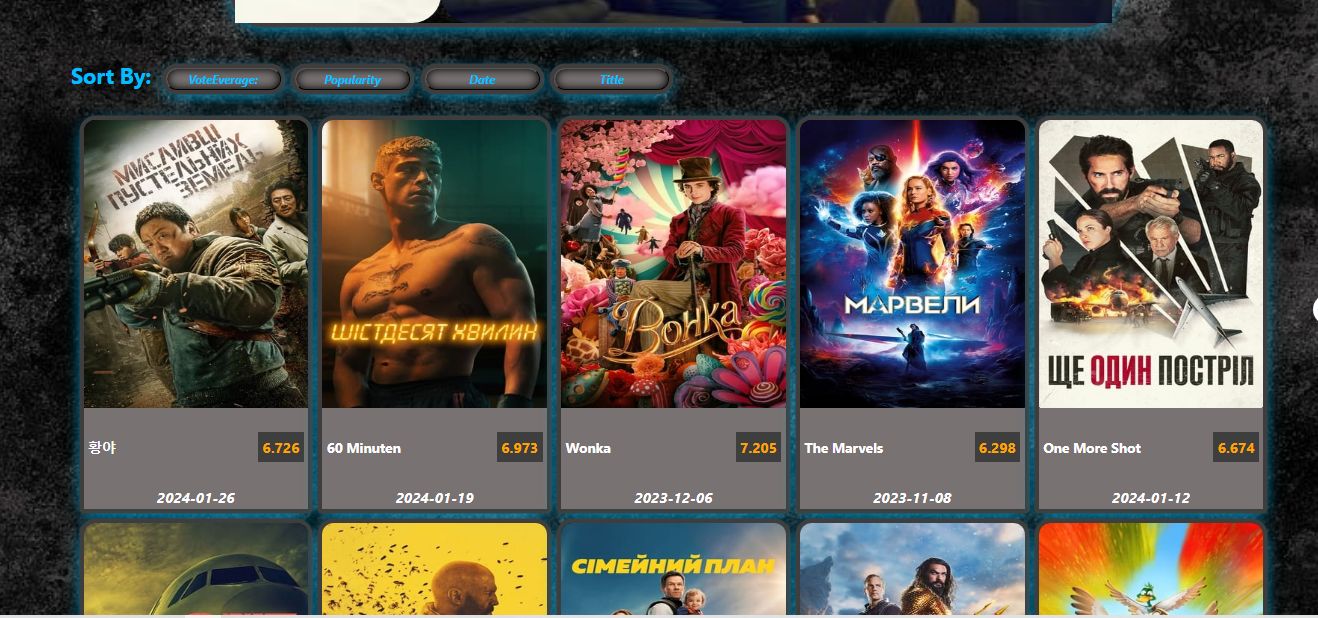 Sort By:
VoteEverage:
Popularity
Date
Title
МИСЛИВЦІ
ПУСТЕЛЬНИХ
ЗЕМЕЛЬ
ШІСТДЕСЯТ ХВИЛИН
Вонка
МАРВЕЛИ
ЩЕ ОДИН ПОСТРІЛ
황야
6.726
60 Minuten
6.973
Wonka
7.205
The Marvels
6.298
One More Shot
6.674
2024-01-26
2024-01-19
2023-12-06
2023-11-08
2024-01-12
СІМЕЙНИЙ ПЛАН